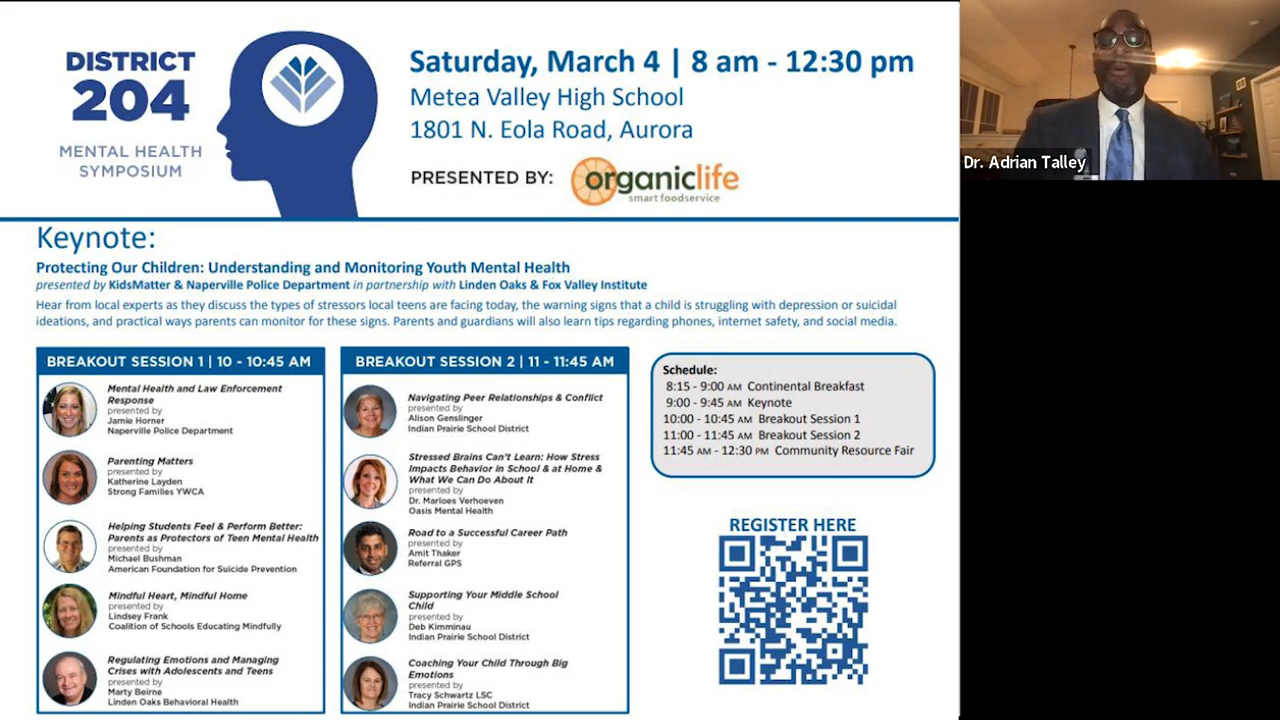 DISTRICT
204
MENTAL HEALTH
SYMPOSIUM
Saturday, March 4 | 8 am - 12:30 pm
Metea Valley High School
1801 N. Eola Road, Aurora
PRESENTED BY:
organiclife
smart foodservice
Dr. Adrian Talley
Keynote:
Protecting Our Children: Understanding and Monitoring Youth Mental Health
presented by KidsMatter & Naperville Police Department in partnership with Linden Oaks & Fox Valley Institute
Hear from local experts as they discuss the types of stressors local teens are facing today, the warning signs that a child is struggling with depression or suicidal
ideations, and practical ways parents can monitor for these signs. Parents and guardians will also learn tips regarding phones, internet safety, and social media.
BREAKOUT SESSION 1 | 10 - 10:45 AM
Mental Health and Law Enforcement
Response
presented by
Jamie Horner
Naperville Police Department
Parenting Matters
presented by
Katherine Layden
Strong Families YWCA
Helping Students Feel & Perform Better:
Parents as Protectors of Teen Mental Health
presented by
Michael Bushman
American Foundation for Suicide Prevention
Mindful Heart, Mindful Home
presented by
Lindsey Frank
Coalition of Schools Educating Mindfully
Regulating Emotions and Managing
Crises with Adolescents and Teens
presented by
Marty Beirne
Linden Oaks Behavioral Health
BREAKOUT SESSION 2 | 11 - 11:45 AM
Navigating Peer Relationships & Conflict
presented by
Alison Genslinger
Indian Prairie School District
Stressed Brains Can't Learn: How Stress
Impacts Behavior in School & at Home &
What We Can Do About It
presented by
Dr. Marloes Verhoeven
Oasis Mental Health
Road to a Successful Career Path
presented by
Amit Thaker
Referral GPS
Supporting Your Middle School
Child
presented by
Deb Kimminau
Indian Prairie School District
Coaching Your Child Through Big
Emotions
presented by
Tracy Schwartz LSC
Indian Prairie School District
Schedule:
8:15 - 9:00 AM Continental Breakfast
9:00 - 9:45 AM Keynote
10:00 - 10:45 AM Breakout Session 1
11:00 - 11:45 AM Breakout Session 2
11:45 AM - 12:30 PM Community Resource Fair
REGISTER HERE